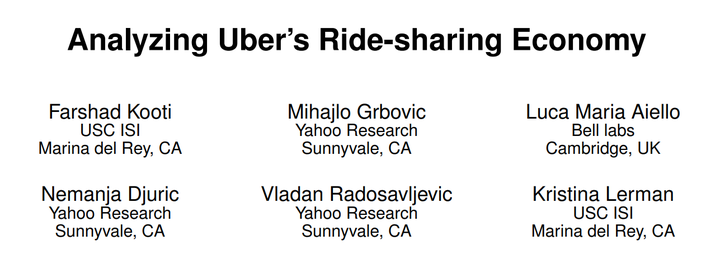 Analyzing Uber's Ride-sharing Economy
Farshad Kooti
USC ISI
Marina del Rey, CA
Mihajlo Grbovic
Yahoo Research
Sunnyvale, CA
Luca Maria Aiello
Bell labs
Cambridge, UK
Nemanja Djuric
Yahoo Research
Sunnyvale, CA
Vladan Radosavljevic
Yahoo Research
Sunnyvale, CA
Kristina Lerman
USC ISI
Marina del Rey, CA